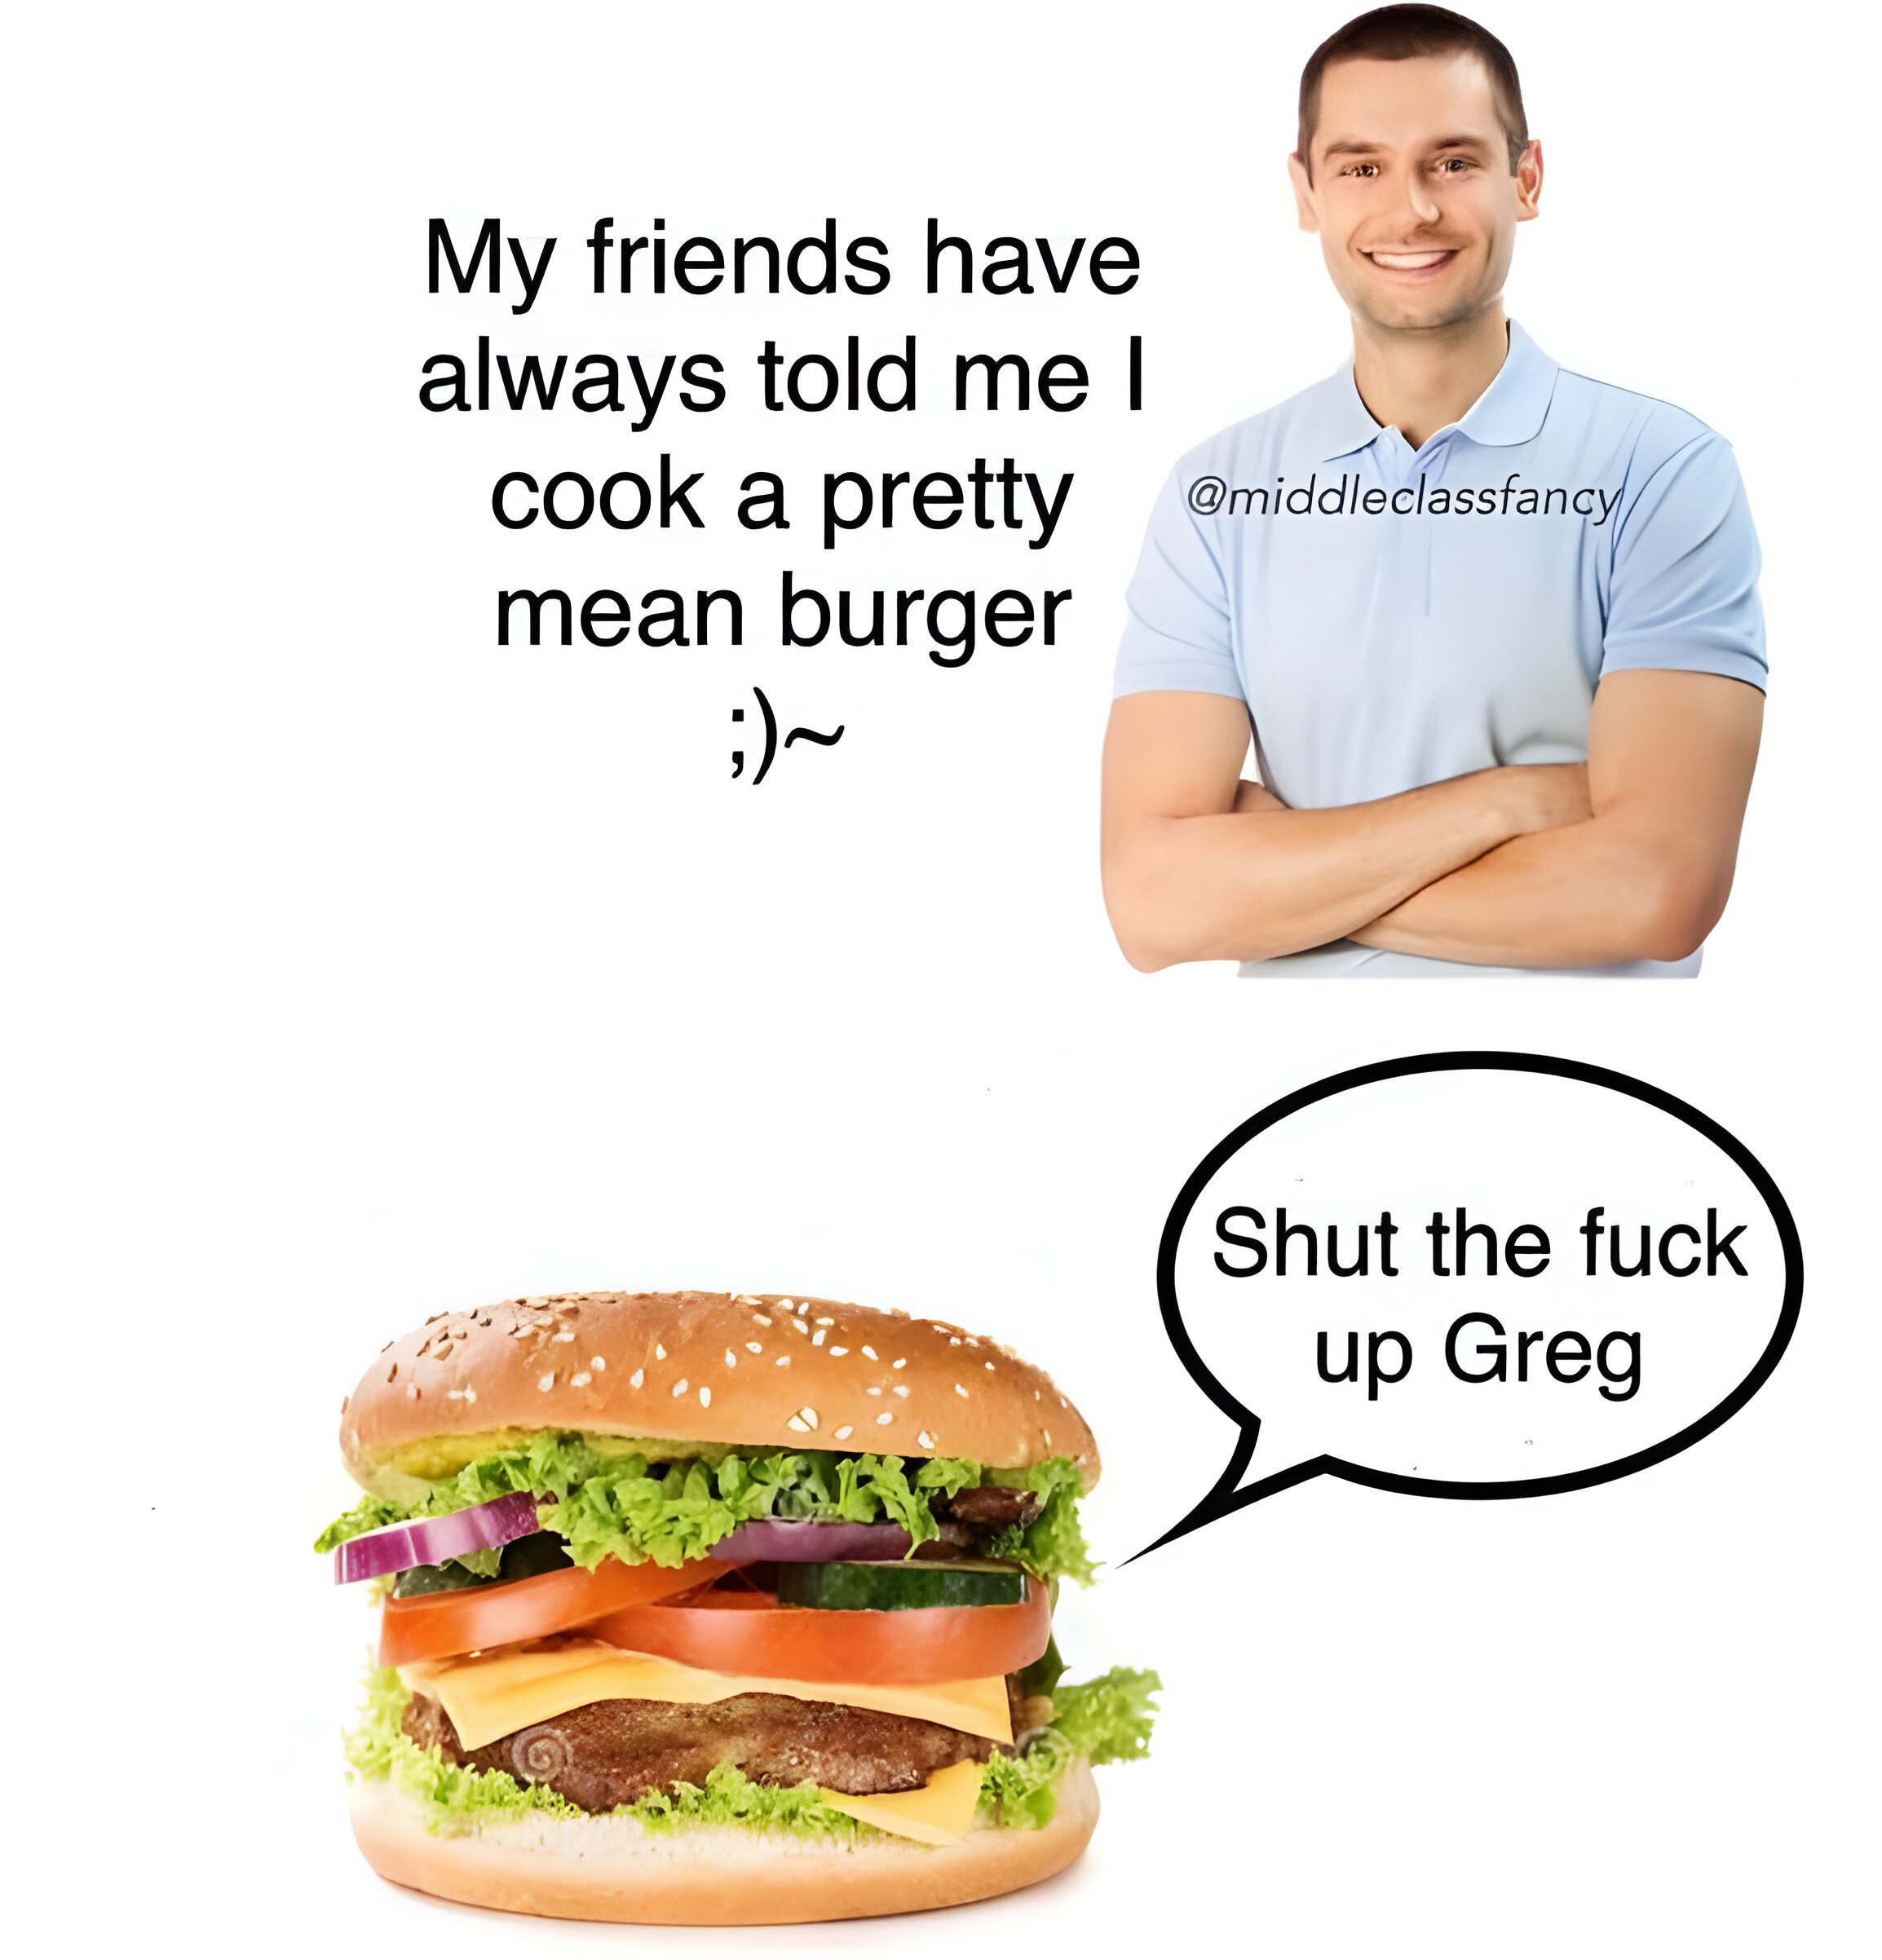 My friends have
always told me I
cook a pretty
mean burger
;)~
@middleclassfancy
Shut the fuck
up Greg